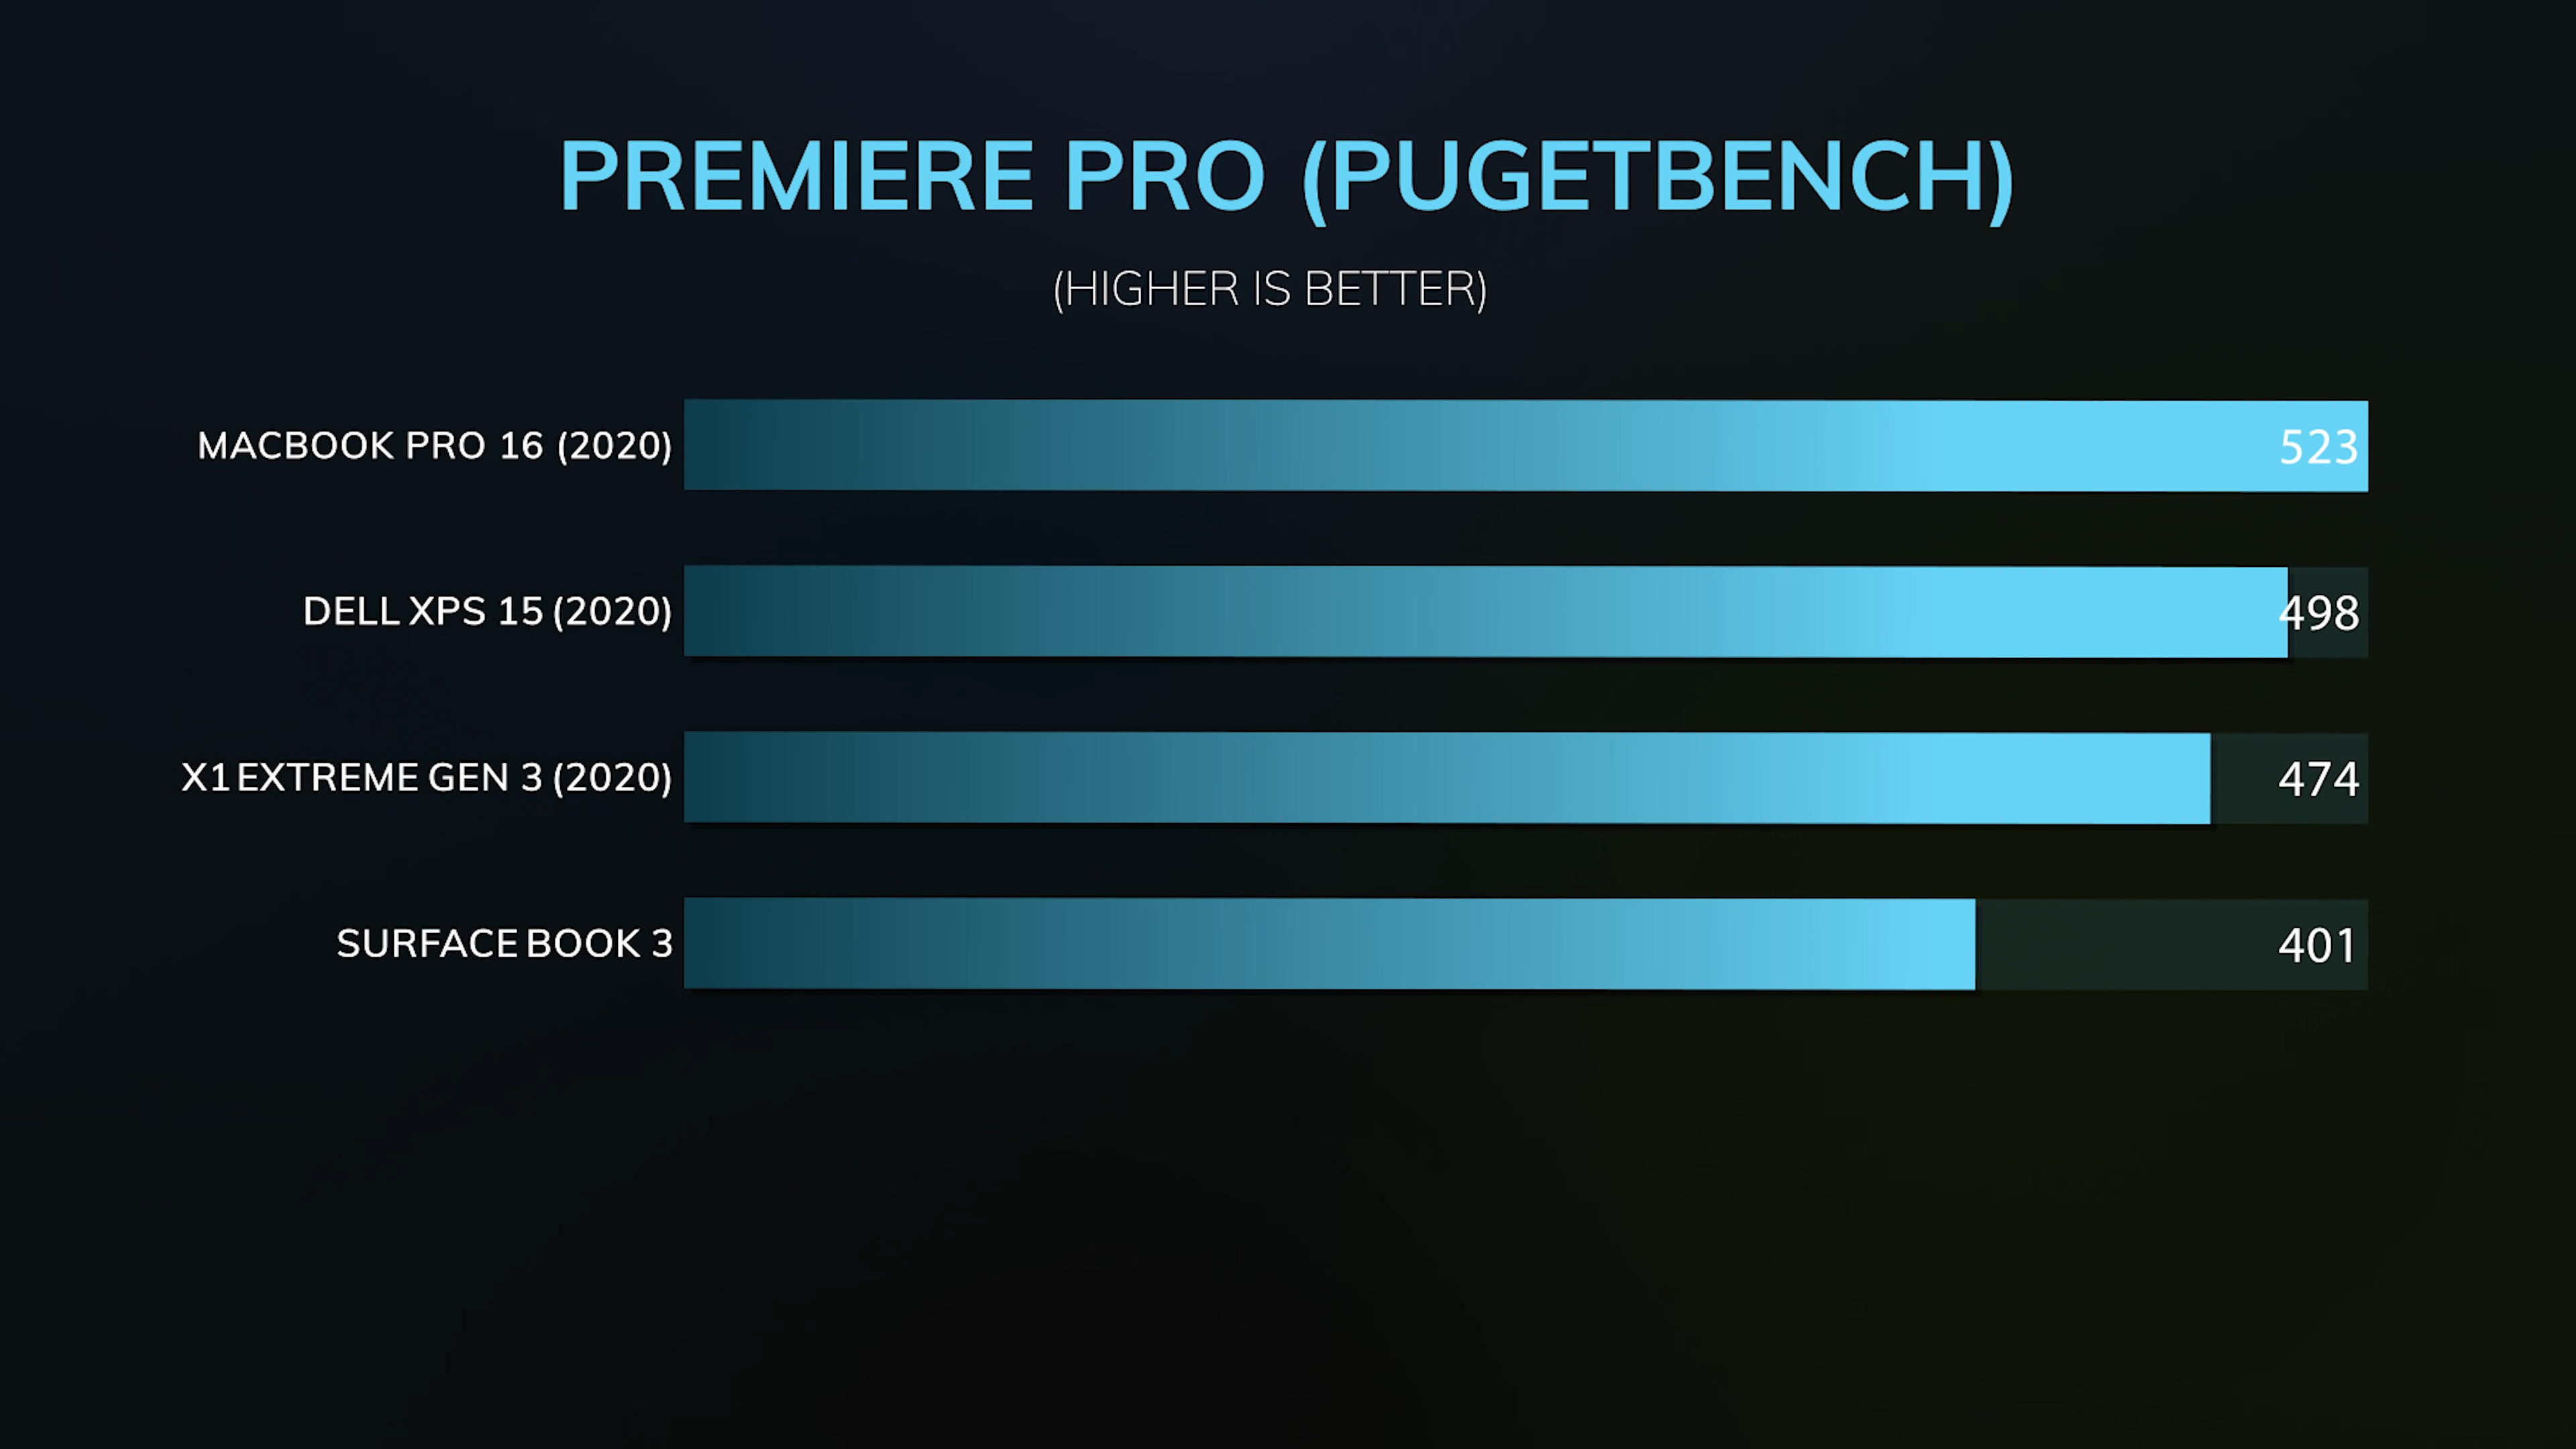 PREMIERE PRO (PUGETBENCH)
(HIGHER IS BETTER)
MACBOOK PRO 16 (2020) 523
DELL XPS 15 (2020) 498
X1 EXTREME GEN 3 (2020) 474
SURFACE BOOK 3 401